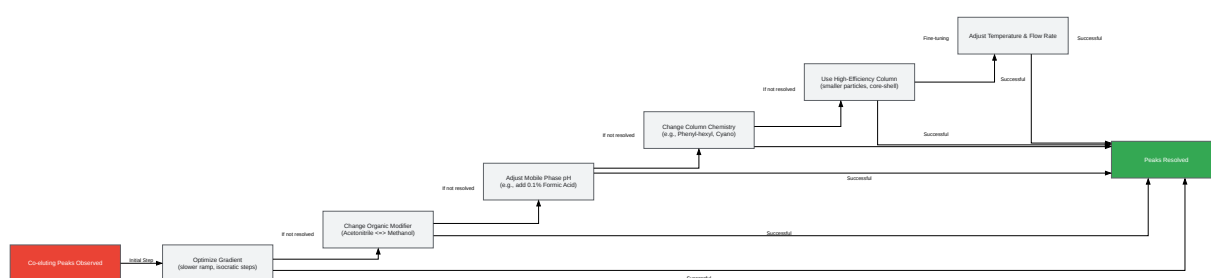 Adjust Temperature & Flow Rate
Fine-tuning
Successful
Use High-Efficiency Column
(smaller particles, core-shell)
If not resolved
Successful
Change Column Chemistry
(e.g., Phenyl-hexyl, Cyano)
If not resolved
Successful
Peaks Resolved
Adjust Mobile Phase pH
(e.g., add 0.1% Formic Acid)
If not resolved
Successful
Change Organic Modifier
(Acetonitrile <=> Methanol)
If not resolved
Successful
Co-eluting Peaks Observed
Initial Step
Optimize Gradient
(slower ramp, isocratic steps)
Successful